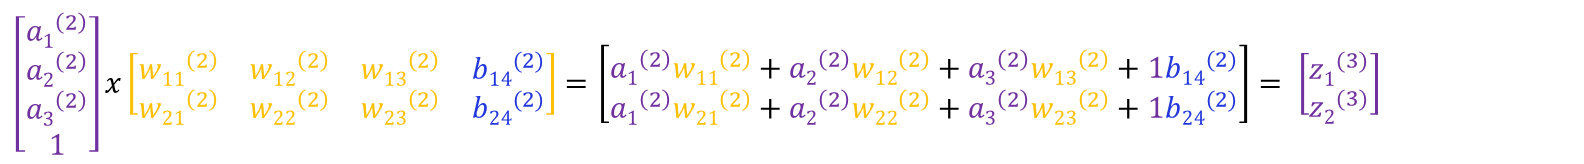 [a₁⁽²⁾ a₂⁽²⁾ a₃⁽²⁾ 1] x [w₁₁⁽²⁾ w₁₂⁽²⁾ w₁₃⁽²⁾ b₁₄⁽²⁾ w₂₁⁽²⁾ w₂₂⁽²⁾ w₂₃⁽²⁾ b₂₄⁽²⁾] = [a₁⁽²⁾w₁₁⁽²⁾ + a₂⁽²⁾w₁₂⁽²⁾ + a₃⁽²⁾w₁₃⁽²⁾ + 1b₁₄⁽²⁾ a₁⁽²⁾w₂₁⁽²⁾ + a₂⁽²⁾w₂₂⁽²⁾ + a₃⁽²⁾w₂₃⁽²⁾ + 1b₂₄⁽²⁾] = [z₁⁽³⁾ z₂⁽³⁾]